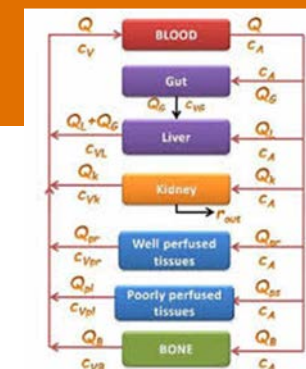 Q Q
BLOOD
c_V c_A
c_A
Gut
Q_G
Q_G c_VG
Q_L+Q_G Q_L
Liver
c_VL c_A
Q_k Q_k
Kidney
c_Vk c_A
r_out
Q_pr Q_pr
Well perfused
tissues
c_Vpr c_A
Q_pl
Poorly perfused
tissues
c_Vpl c_A
Q_B Q_B
BONE
c_VB c_A